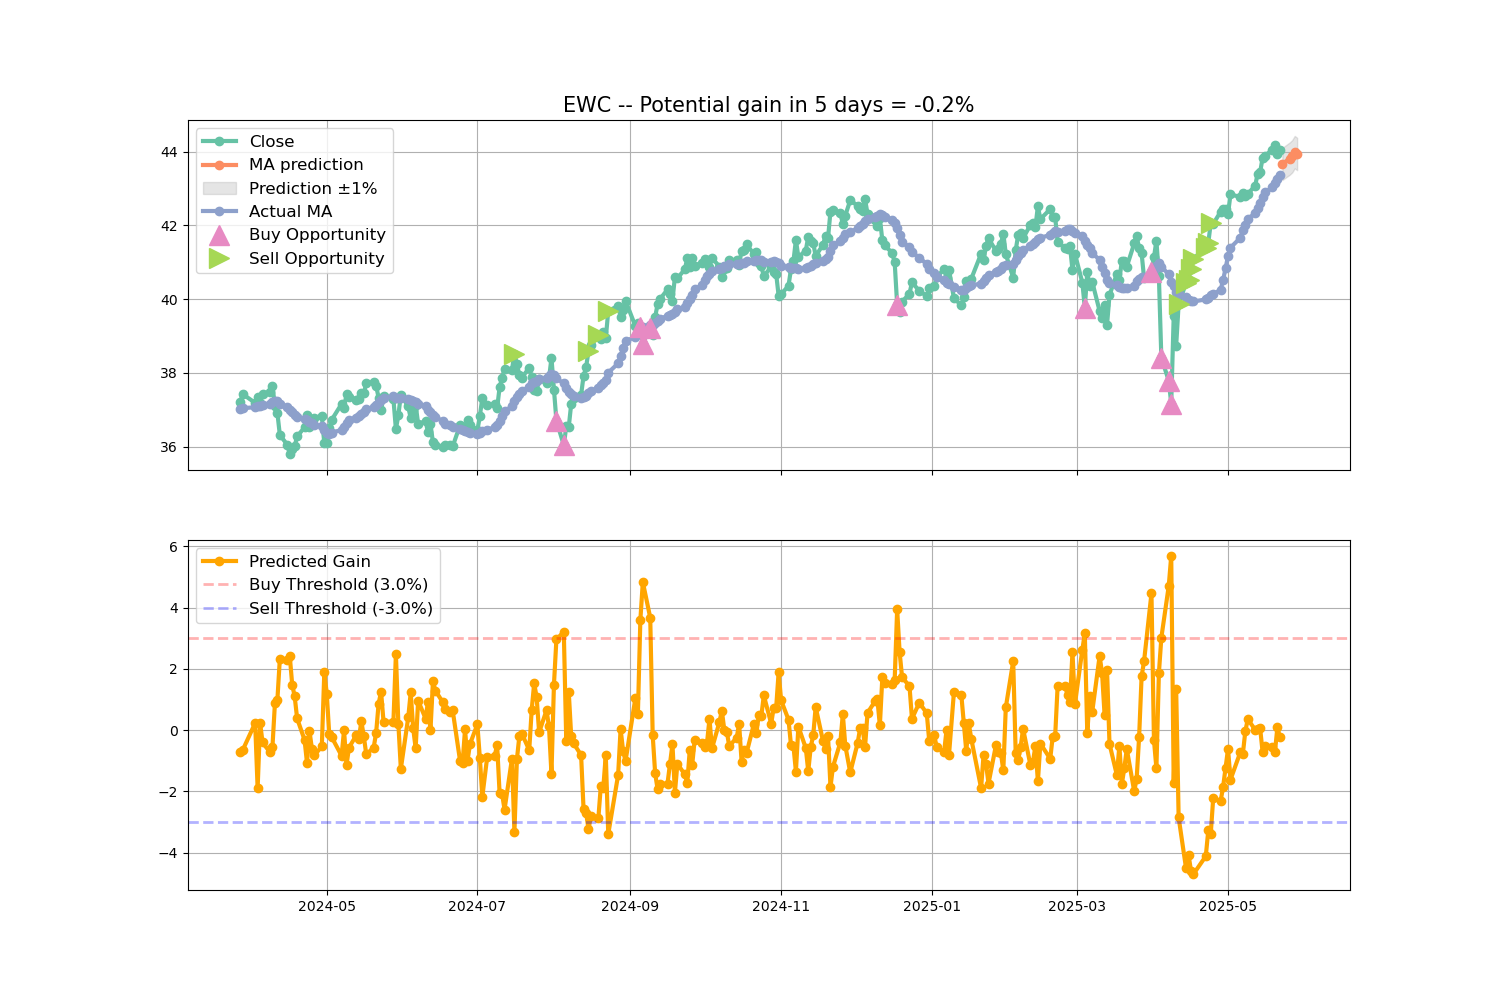 EWC -- Potential gain in 5 days = -0.2%
Close
MA prediction
Prediction ±1%
Actual MA
Buy Opportunity
Sell Opportunity
44
42
40
38
36
Predicted Gain
Buy Threshold (3.0%)
Sell Threshold (-3.0%)
6
4
2
0
−2
−4
2024-05 2024-07 2024-09 2024-11 2025-01 2025-03 2025-05